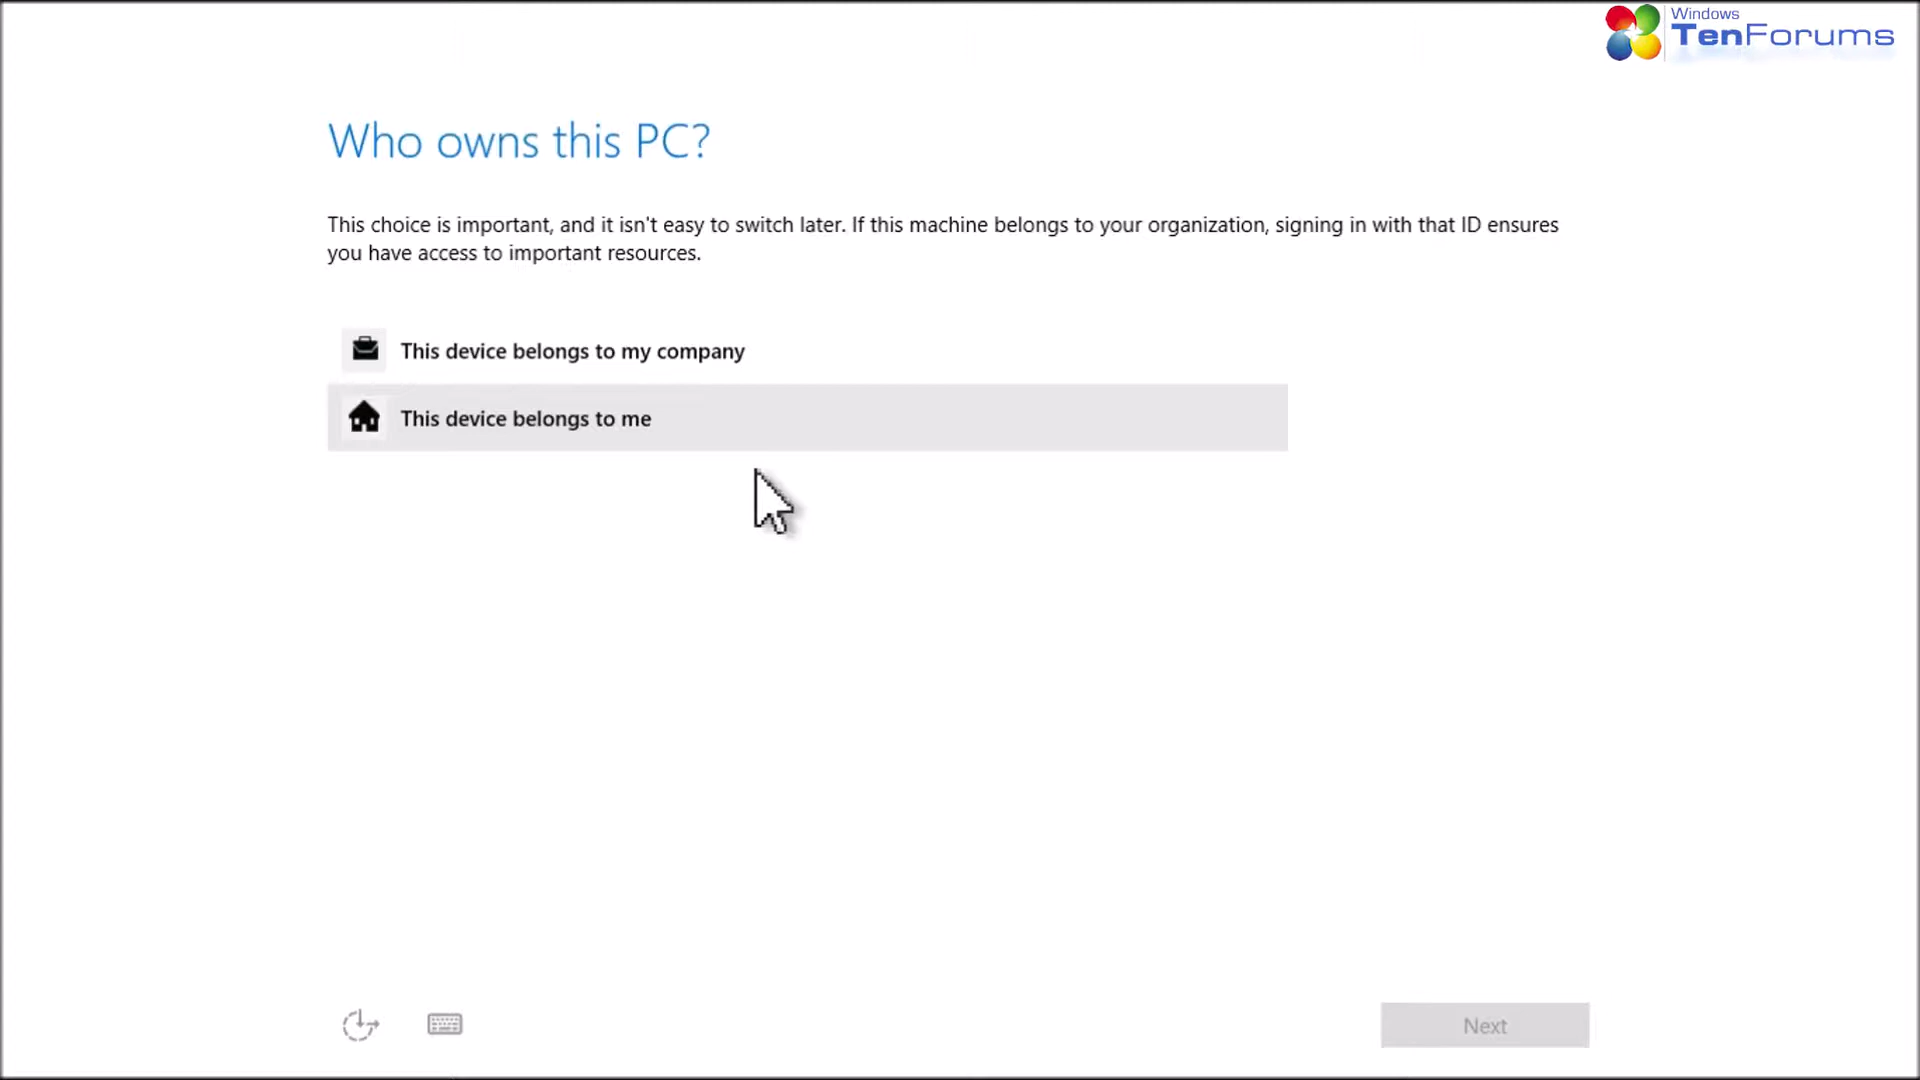 Windows
TenForums
Who owns this PC?
This choice is important, and it isn't easy to switch later. If this machine belongs to your organization, signing in with that ID ensures
you have access to important resources.
This device belongs to my company
This device belongs to me
Next